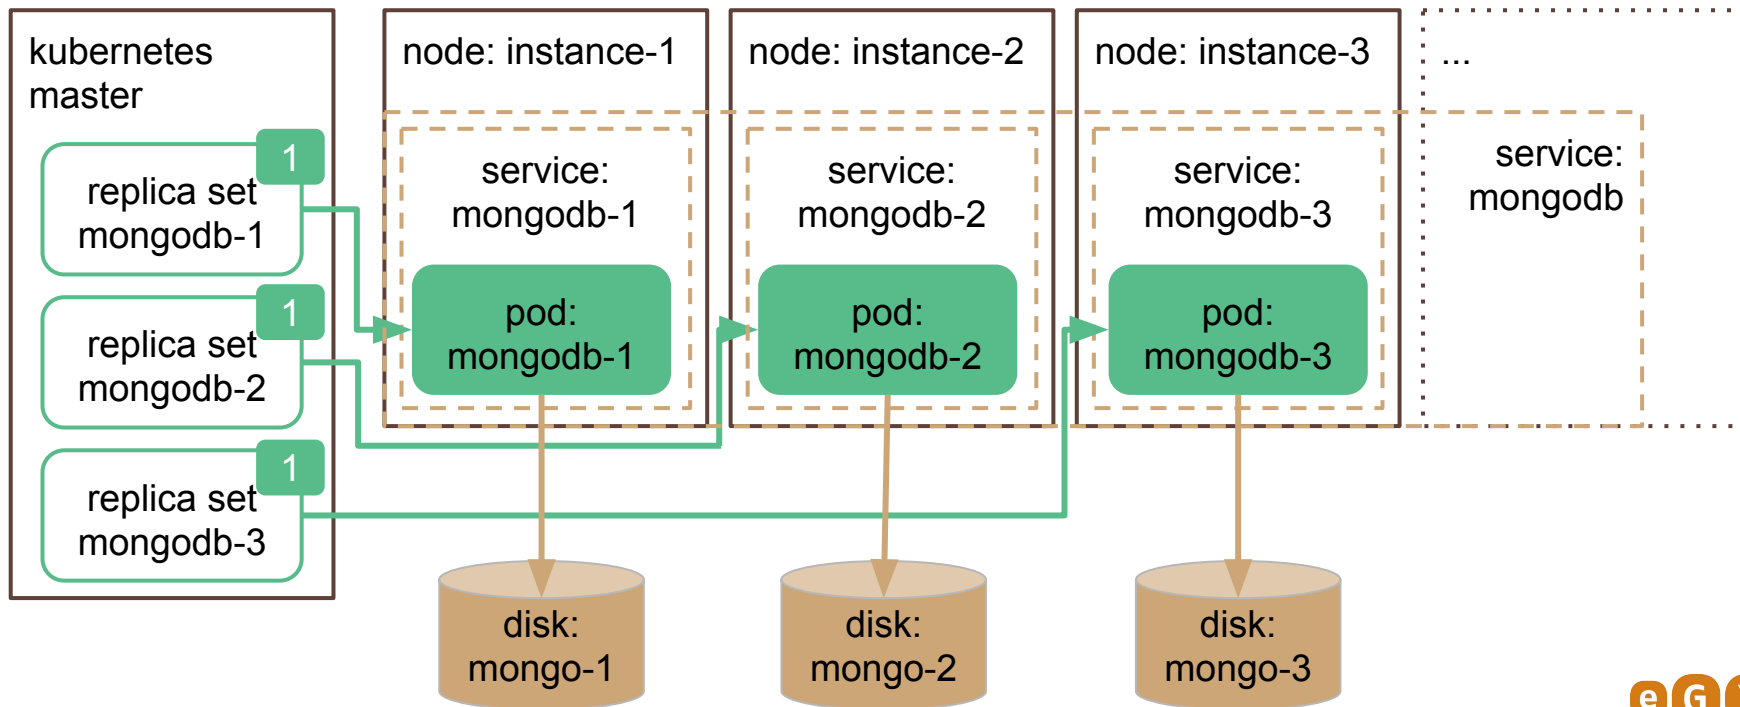 kubernetes
master
1
replica set
mongodb-1
1
replica set
mongodb-2
1
replica set
mongodb-3
node: instance-1
service:
mongodb-1
pod:
mongodb-1
disk:
mongo-1
node: instance-2
service:
mongodb-2
pod:
mongodb-2
disk:
mongo-2
node: instance-3
service:
mongodb-3
pod:
mongodb-3
disk:
mongo-3
...
service:
mongodb
eG